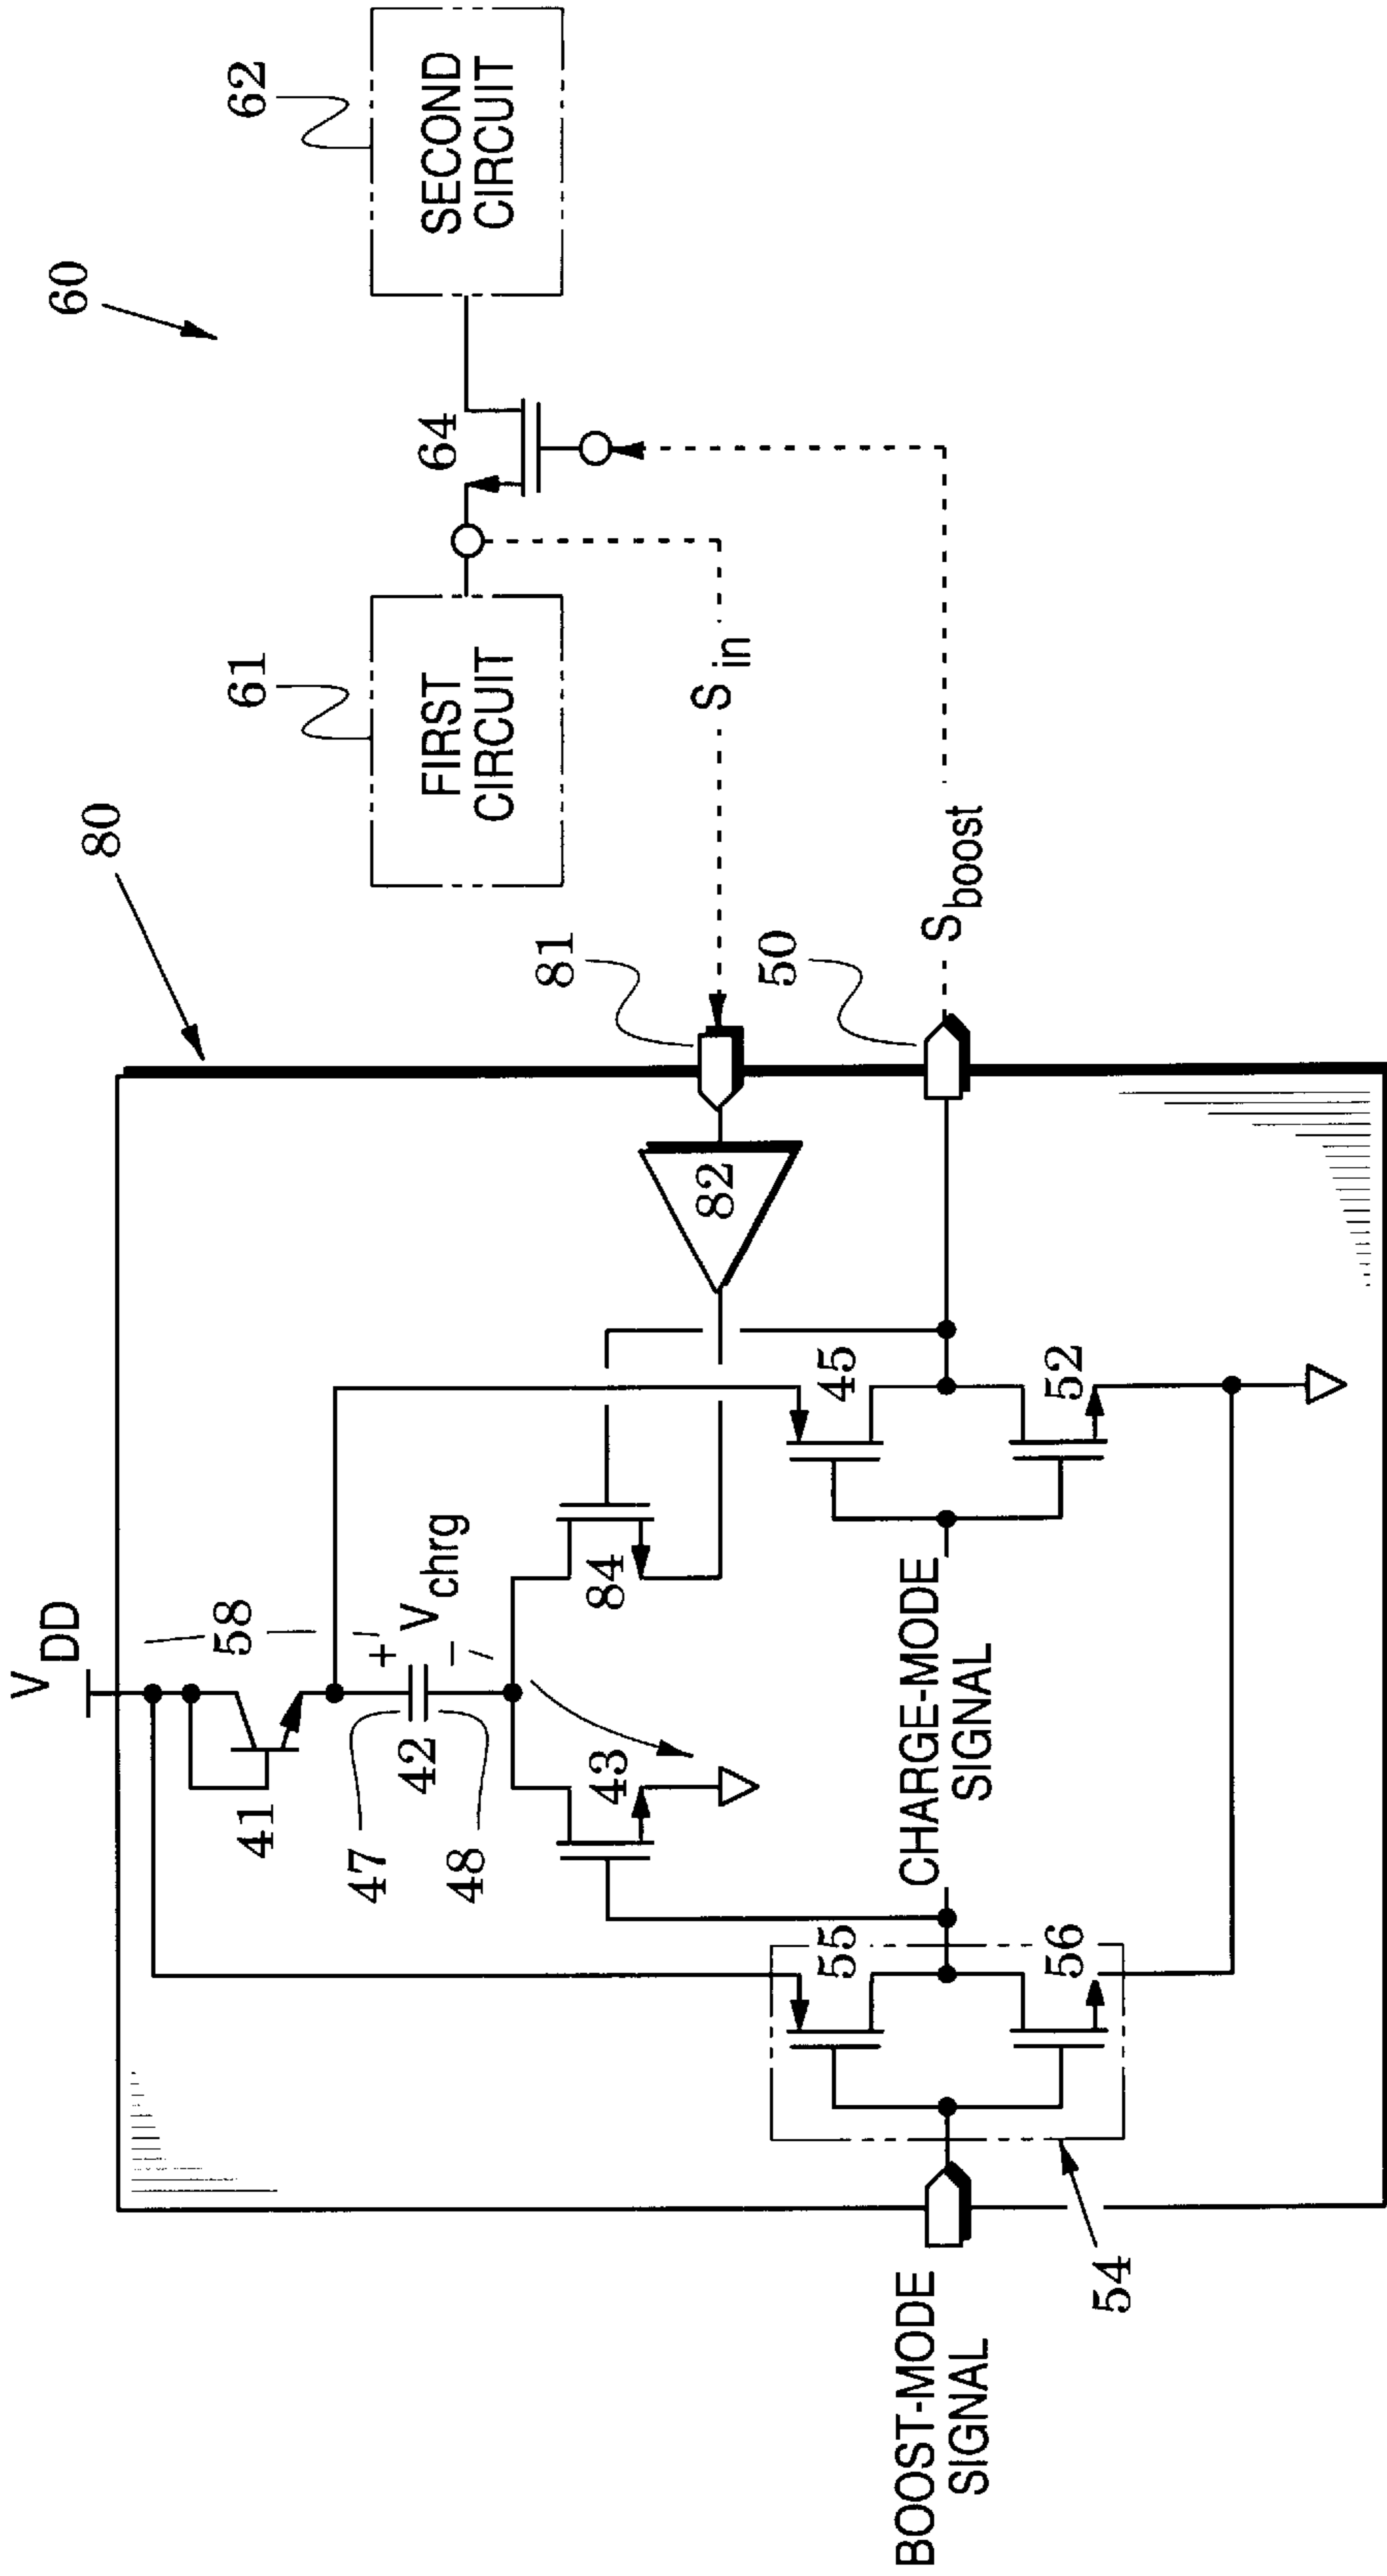 60
80
61
62
FIRST
CIRCUIT
SECOND
CIRCUIT
64
V DD
58
41
47
42
48
+
V chrg
−
43
84
82
81
S in
50
S boost
45
52
55
56
54
CHARGE-MODE
SIGNAL
BOOST-MODE
SIGNAL